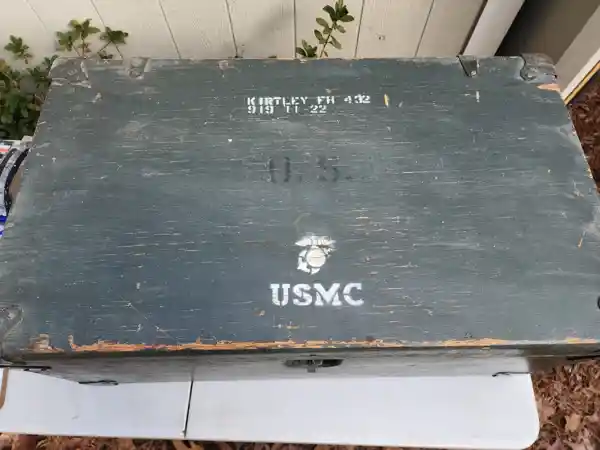 KIRTLEY FH 432
919 11 22
U.S.
USMC